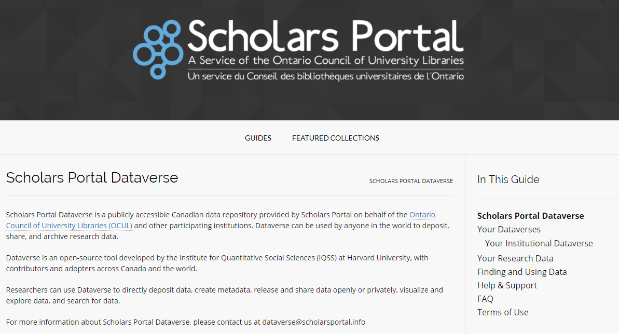 Scholars Portal
A Service of the Ontario Council of University Libraries
Un service du Conseil des bibliothèques universitaires de l'Ontario
GUIDES FEATURED COLLECTIONS
Scholars Portal Dataverse
SCHOLARS PORTAL DATAVERSE
Scholars Portal Dataverse is a publicly accessible Canadian data repository provided by Scholars Portal on behalf of the Ontario
Council of University Libraries (OCUL) and other participating institutions. Dataverse can be used by anyone in the world to deposit,
share, and archive research data.
Dataverse is an open-source tool developed by the Institute for Quantitative Social Sciences (IQSS) at Harvard University, with
contributors and adopters across Canada and the world.
Researchers can use Dataverse to directly deposit data, create metadata, release and share data openly or privately, visualize and
explore data, and search for data.
For more information about Scholars Portal Dataverse, please contact us at dataverse@scholarsportal.info
In This Guide
Scholars Portal Dataverse
Your Dataverses
Your Institutional Dataverse
Your Research Data
Finding and Using Data
Help & Support
FAQ
Terms of Use